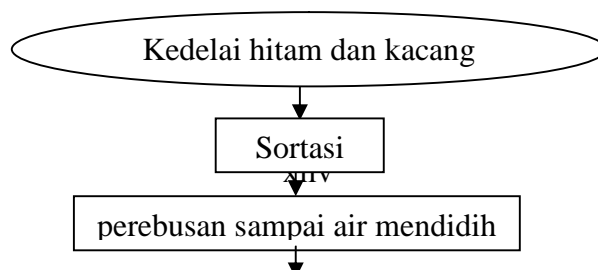 Kedelai hitam dan kacang
Sortasi
perebusan sampai air mendidih